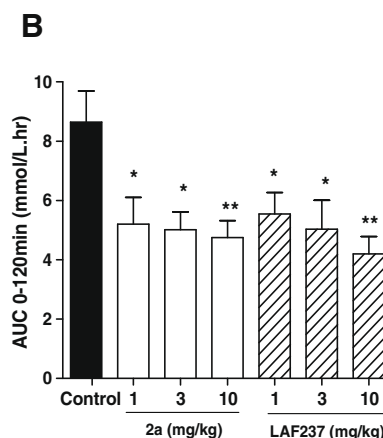 B
AUC 0-120min (mmol/L.hr)
10
8
6
4
2
0
* * ** * * **
Control 1 3 10 1 3 10
2a (mg/kg) LAF237 (mg/kg)